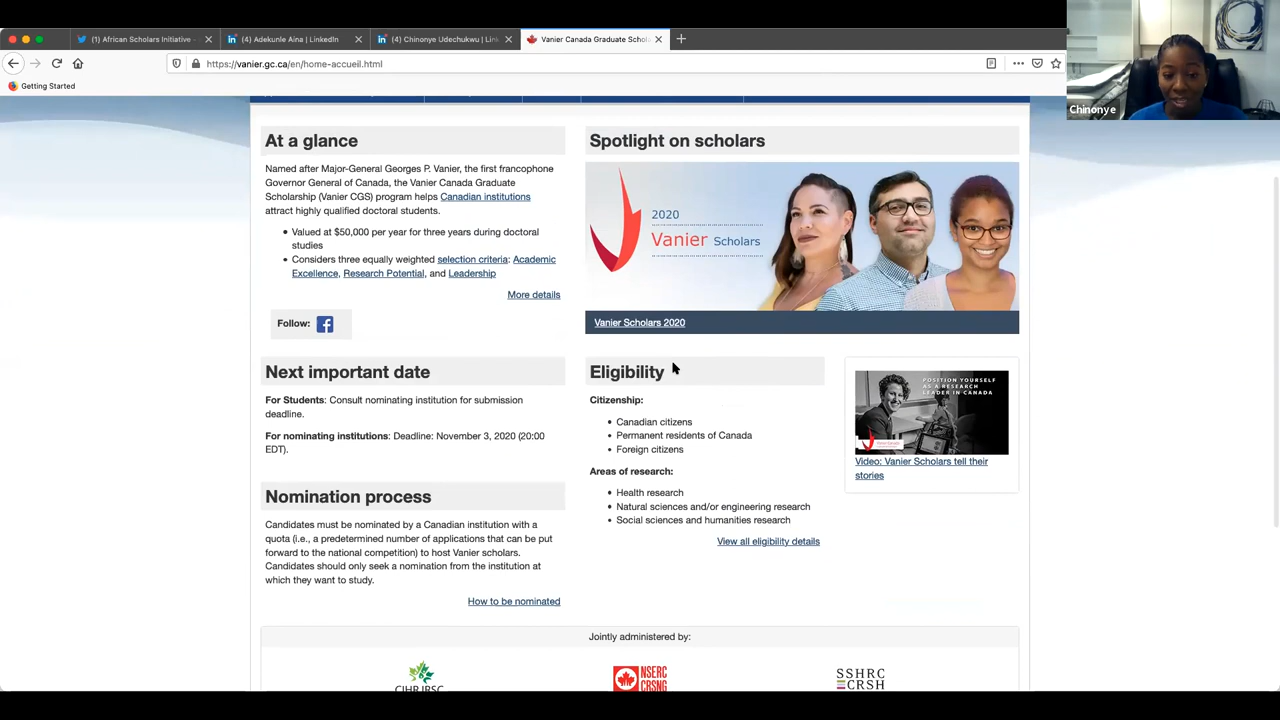 (1) African Scholars Initiative -
(4) Adekunle Aina | LinkedIn
(4) Chinonye Udechukwu | Lin
Vanier Canada Graduate Schol
https://vanier.gc.ca/en/home-accueil.html
Getting Started
Chinonye
At a glance
Named after Major-General Georges P. Vanier, the first francophone
Governor General of Canada, the Vanier Canada Graduate
Scholarship (Vanier CGS) program helps Canadian institutions
attract highly qualified doctoral students.
• Valued at $50,000 per year for three years during doctoral
studies
• Considers three equally weighted selection criteria: Academic
Excellence, Research Potential, and Leadership
More details
Follow:
Spotlight on scholars
2020
Vanier Scholars
Vanier Scholars 2020
Next important date
For Students: Consult nominating institution for submission
deadline.
For nominating institutions: Deadline: November 3, 2020 (20:00
EDT).
Nomination process
Candidates must be nominated by a Canadian institution with a
quota (i.e., a predetermined number of applications that can be put
forward to the national competition) to host Vanier scholars.
Candidates should only seek a nomination from the institution at
which they want to study.
How to be nominated
Eligibility
Citizenship:
• Canadian citizens
• Permanent residents of Canada
• Foreign citizens
Areas of research:
• Health research
• Natural sciences and/or engineering research
• Social sciences and humanities research
View all eligibility details
POSITION YOURSELF
AS A RESEARCH
LEADER IN CANADA
Video: Vanier Scholars tell their
stories
Jointly administered by:
CIHR IRSC
NSERC
CRSNG
SSHRC
CRSH